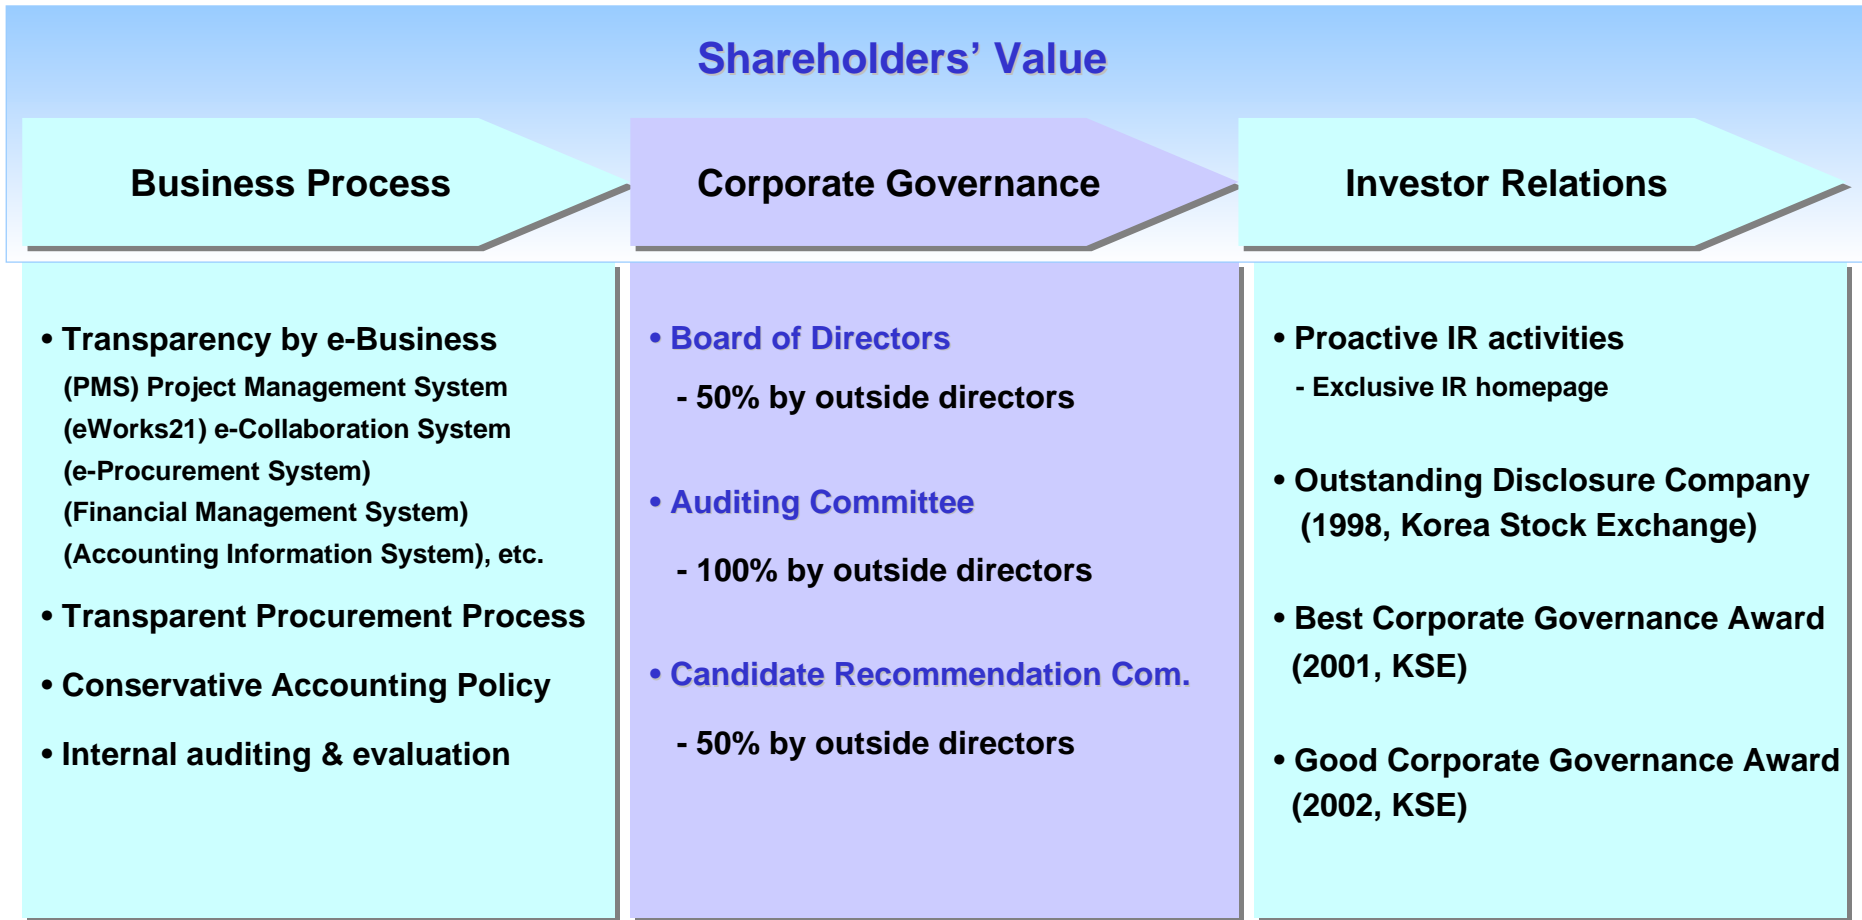 Shareholders’ Value
Business Process
Corporate Governance
Investor Relations
• Transparency by e-Business
(PMS) Project Management System
(eWorks21) e-Collaboration System
(e-Procurement System)
(Financial Management System)
(Accounting Information System), etc.
• Transparent Procurement Process
• Conservative Accounting Policy
• Internal auditing & evaluation
• Board of Directors
- 50% by outside directors
• Auditing Committee
- 100% by outside directors
• Candidate Recommendation Com.
- 50% by outside directors
• Proactive IR activities
- Exclusive IR homepage
• Outstanding Disclosure Company
(1998, Korea Stock Exchange)
• Best Corporate Governance Award
(2001, KSE)
• Good Corporate Governance Award
(2002, KSE)